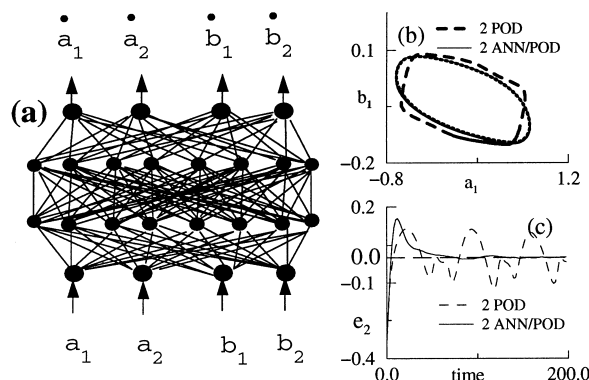 ȧ₁ ȧ₂ ḃ₁ ḃ₂
(a)
a₁ a₂ b₁ b₂
(b)
2 POD
2 ANN/POD
0.1
b₁
−0.2
−0.8
a₁
1.2
0.2
(c)
0.0
−0.1
2 POD
e₂
2 ANN/POD
−0.4
0.0
time
200.0